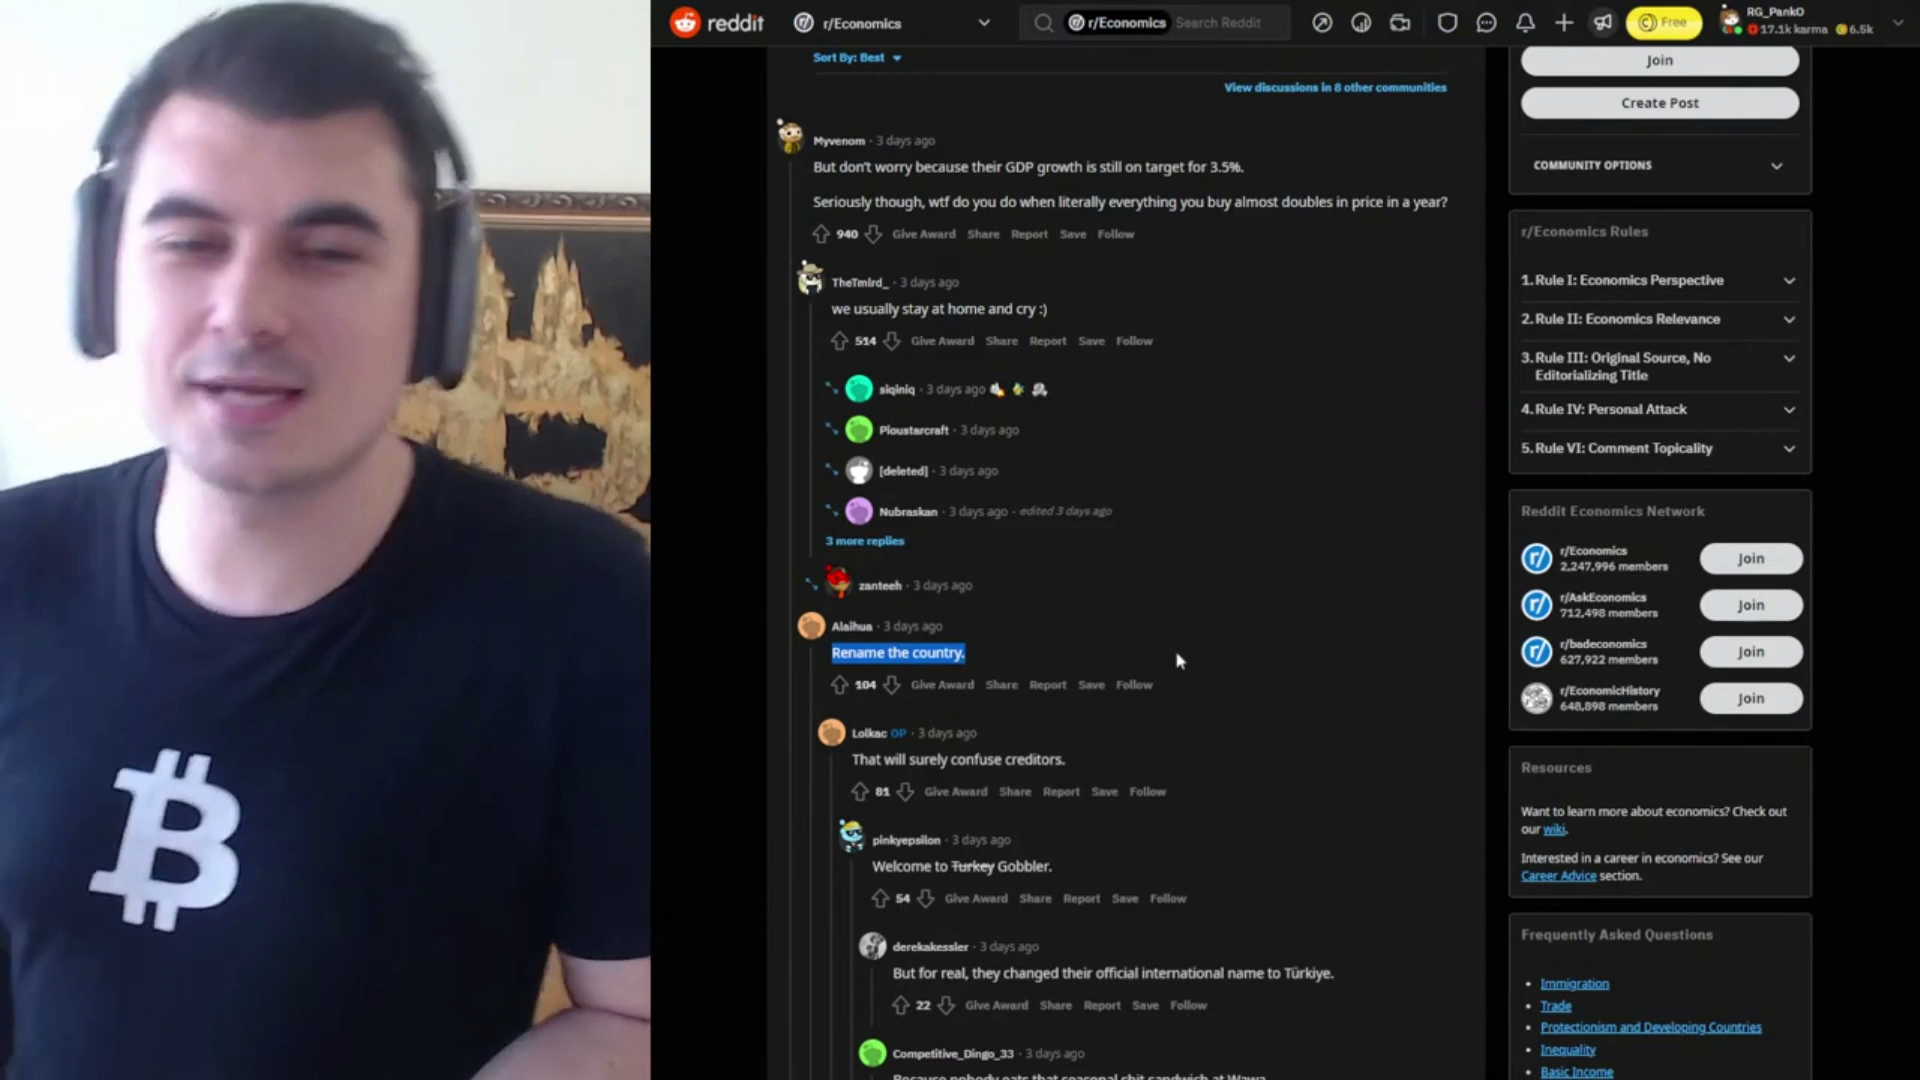 reddit r/Economics r/Economics Search Reddit Free RG_PankO
17.1k karma 6.5k
Sort By: Best
View discussions in 8 other communities
Myvenom · 3 days ago
But don't worry because their GDP growth is still on target for 3.5%.
Seriously though, wtf do you do when literally everything you buy almost doubles in price in a year?
940 Give Award Share Report Save Follow
TheTmlrd_ · 3 days ago
we usually stay at home and cry :)
514 Give Award Share Report Save Follow
siqiniq · 3 days ago
Pioustarcraft · 3 days ago
[deleted] · 3 days ago
Nubraskan · 3 days ago · edited 3 days ago
3 more replies
zanteeh · 3 days ago
Alaihua · 3 days ago
Rename the country.
104 Give Award Share Report Save Follow
Lolkac OP · 3 days ago
That will surely confuse creditors.
81 Give Award Share Report Save Follow
pinkyepsilon · 3 days ago
Welcome to Turkey Gobbler.
54 Give Award Share Report Save Follow
derekakessler · 3 days ago
But for real, they changed their official international name to Türkiye.
22 Give Award Share Report Save Follow
Competitive_Dingo_33 · 3 days ago
Because nobody eats that seasonal shit sandwich at Wawa
Join
Create Post
COMMUNITY OPTIONS
r/Economics Rules
1. Rule I: Economics Perspective
2. Rule II: Economics Relevance
3. Rule III: Original Source, No
Editorializing Title
4. Rule IV: Personal Attack
5. Rule VI: Comment Topicality
Reddit Economics Network
r/Economics
2,247,996 members
Join
r/AskEconomics
712,498 members
Join
r/badeconomics
627,922 members
Join
r/EconomicHistory
648,898 members
Join
Resources
Want to learn more about economics? Check out
our wiki.
Interested in a career in economics? See our
Career Advice section.
Frequently Asked Questions
Immigration
Trade
Protectionism and Developing Countries
Inequality
Basic Income